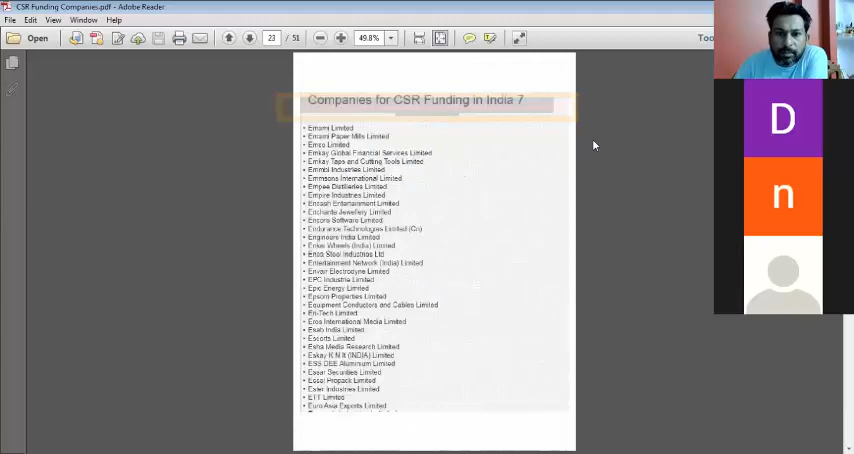 CSR Funding Companies.pdf - Adobe Reader
File Edit View Window Help
Open 23 / 51 49.8% Too
Companies for CSR Funding in India 7
• Emami Limited
• Emami Paper Mills Limited
• Emco Limited
• Emkay Global Financial Services Limited
• Emkay Taps and Cutting Tools Limited
• Emmbi Industries Limited
• Emmsons International Limited
• Empee Distilleries Limited
• Empire Industries Limited
• Encash Entertainment Limited
• Enchante Jewellery Limited
• Encore Software Limited
• Endurance Technologies Limited (Cn)
• Engineers India Limited
• Enkei Wheels (India) Limited
• Enso Steel Industries Ltd
• Entertainment Network (India) Limited
• Envair Electrodyne Limited
• EPC Industrie Limited
• Epic Energy Limited
• Epsom Properties Limited
• Equipment Conductors and Cables Limited
• Eri-Tech Limited
• Eros International Media Limited
• Esab India Limited
• Escorts Limited
• Esha Media Research Limited
• Eskay K N It (INDIA) Limited
• ESS DEE Aluminium Limited
• Essar Securities Limited
• Essel Propack Limited
• Ester Industries Limited
• ETT Limited
• Euro Asia Exports Limited
D
n